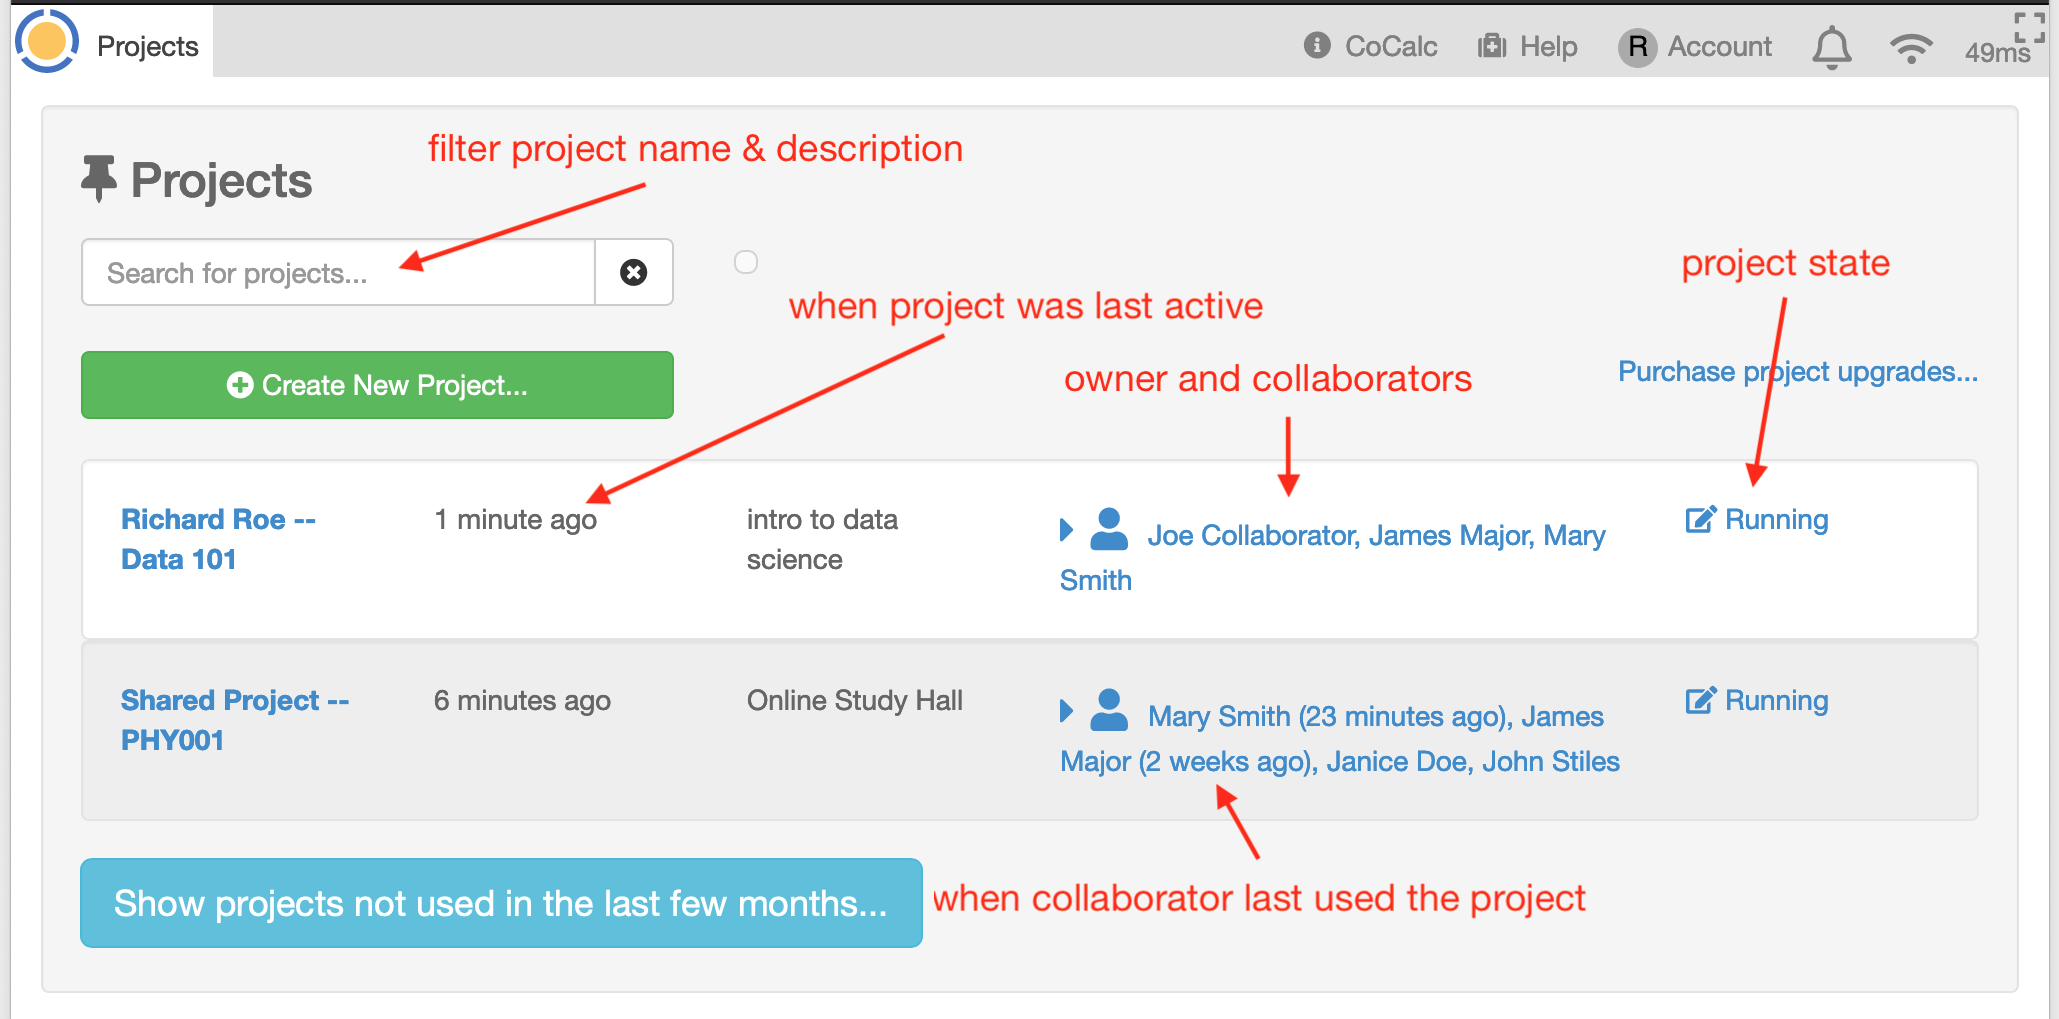 Projects
CoCalc
Help
R Account
49ms
filter project name & description
Projects
Search for projects...
project state
when project was last active
owner and collaborators
Purchase project upgrades...
Create New Project...
Richard Roe --
Data 101
1 minute ago
intro to data
science
Joe Collaborator, James Major, Mary
Smith
Running
Shared Project --
PHY001
6 minutes ago
Online Study Hall
Mary Smith (23 minutes ago), James
Major (2 weeks ago), Janice Doe, John Stiles
Running
Show projects not used in the last few months...
when collaborator last used the project